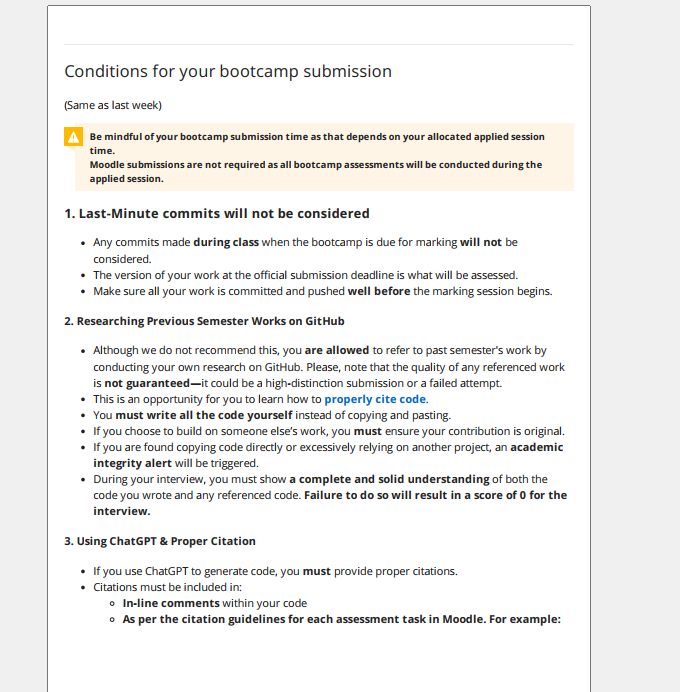 Conditions for your bootcamp submission
(Same as last week)
Be mindful of your bootcamp submission time as that depends on your allocated applied session
time.
Moodle submissions are not required as all bootcamp assessments will be conducted during the
applied session.
1. Last-Minute commits will not be considered
• Any commits made during class when the bootcamp is due for marking will not be
considered.
• The version of your work at the official submission deadline is what will be assessed.
• Make sure all your work is committed and pushed well before the marking session begins.
2. Researching Previous Semester Works on GitHub
• Although we do not recommend this, you are allowed to refer to past semester's work by
conducting your own research on GitHub. Please, note that the quality of any referenced work
is not guaranteed—it could be a high-distinction submission or a failed attempt.
• This is an opportunity for you to learn how to properly cite code.
• You must write all the code yourself instead of copying and pasting.
• If you choose to build on someone else’s work, you must ensure your contribution is original.
• If you are found copying code directly or excessively relying on another project, an academic
integrity alert will be triggered.
• During your interview, you must show a complete and solid understanding of both the
code you wrote and any referenced code. Failure to do so will result in a score of 0 for the
interview.
3. Using ChatGPT & Proper Citation
• If you use ChatGPT to generate code, you must provide proper citations.
• Citations must be included in:
◦ In-line comments within your code
◦ As per the citation guidelines for each assessment task in Moodle. For example: